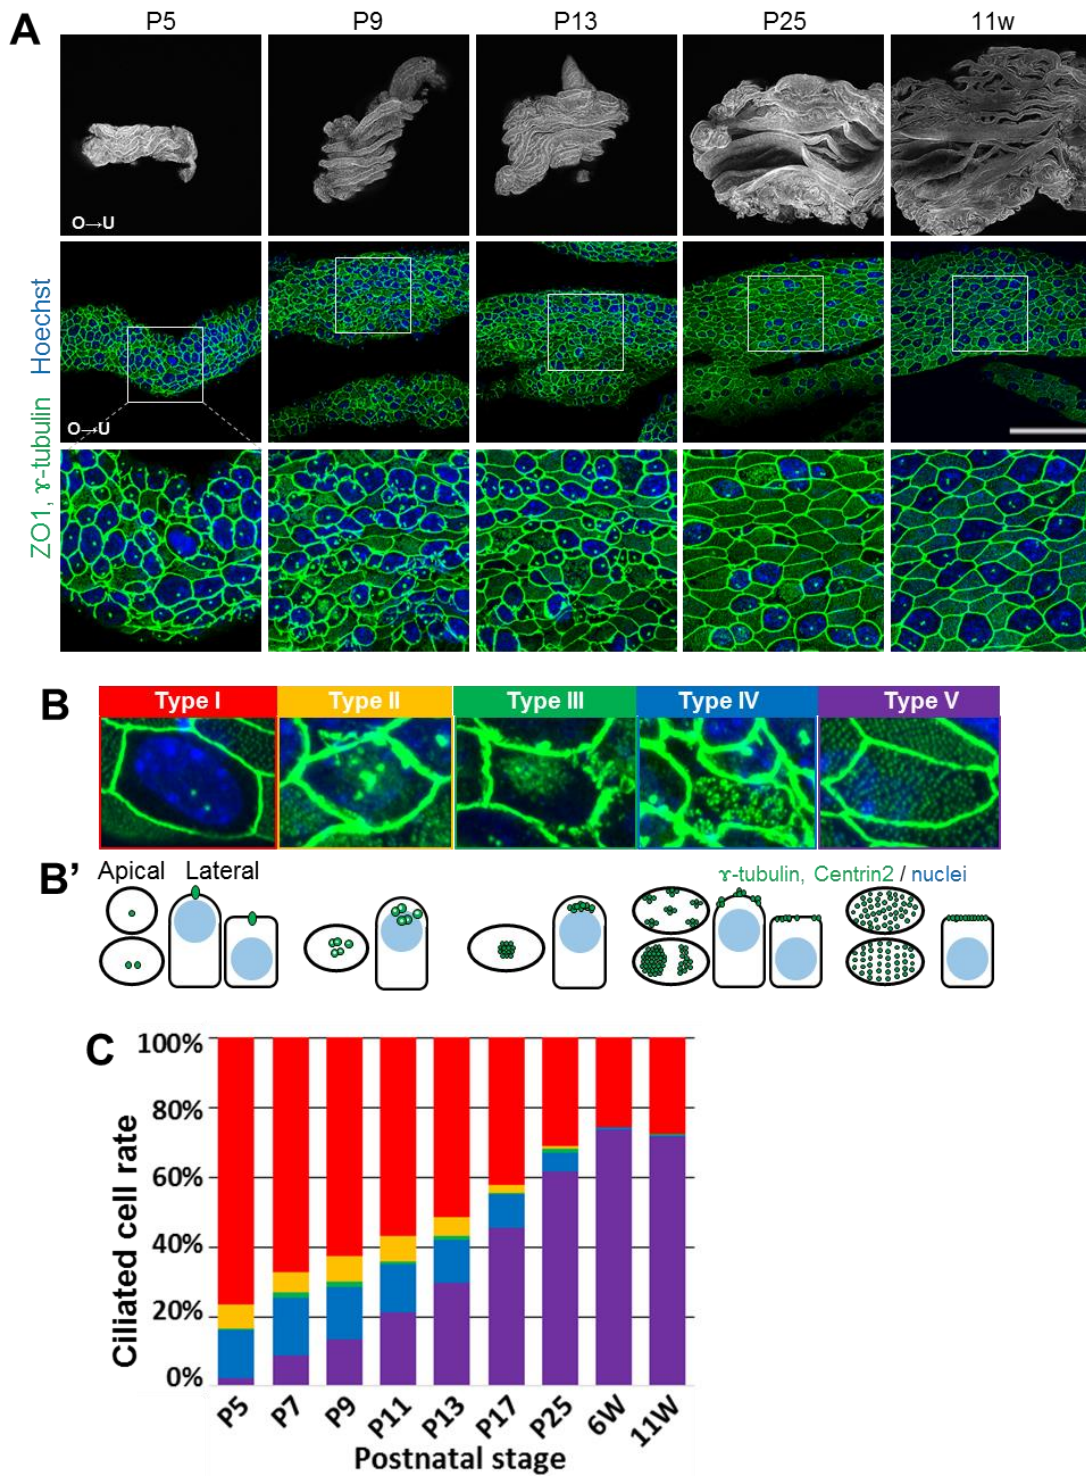 A
P5 P9 P13 P25 11w
O→U
O→U
ZO1, ɤ-tubulin Hoechst
B
Type I Type II Type III Type IV Type V
B’
Apical Lateral
ɤ-tubulin, Centrin2 / nuclei
C
Ciliated cell rate
100%
80%
60%
40%
20%
0%
P5 P7 P9 P11 P13 P17 P25 6W 11W
Postnatal stage